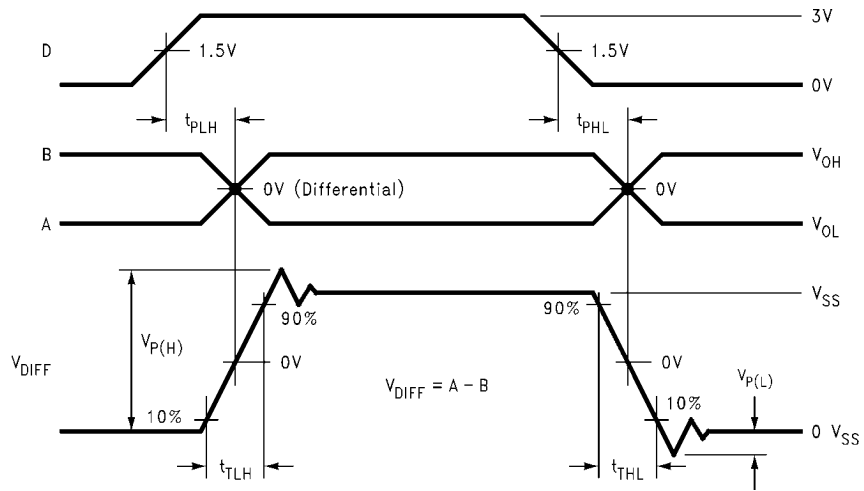 3V
D
1.5V
1.5V
0V
tPLH
tPHL
B
VOH
0V (Differential)
0V
A
VOL
90%
90%
VSS
VP(H)
VDIFF
0V
0V
VP(L)
VDIFF = A – B
10%
10%
0 VSS
tTLH
tTHL